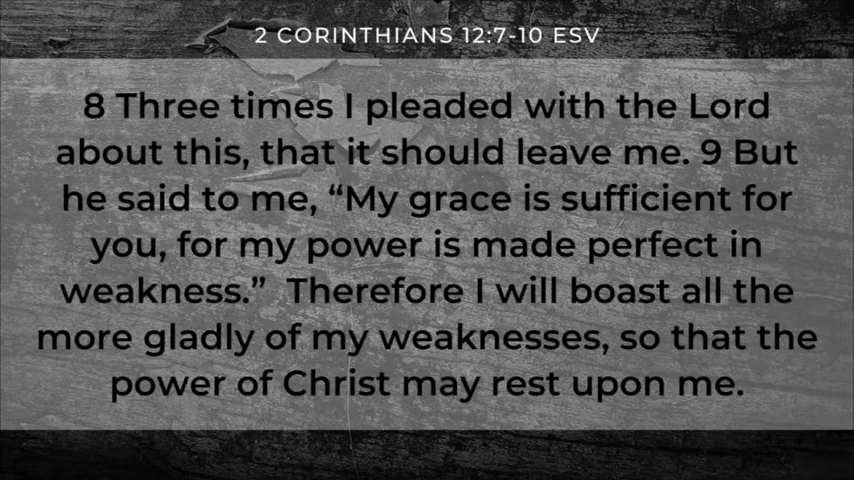 2 CORINTHIANS 12:7-10 ESV
8 Three times I pleaded with the Lord
about this, that it should leave me. 9 But
he said to me, “My grace is sufficient for
you, for my power is made perfect in
weakness.”  Therefore I will boast all the
more gladly of my weaknesses, so that the
power of Christ may rest upon me.